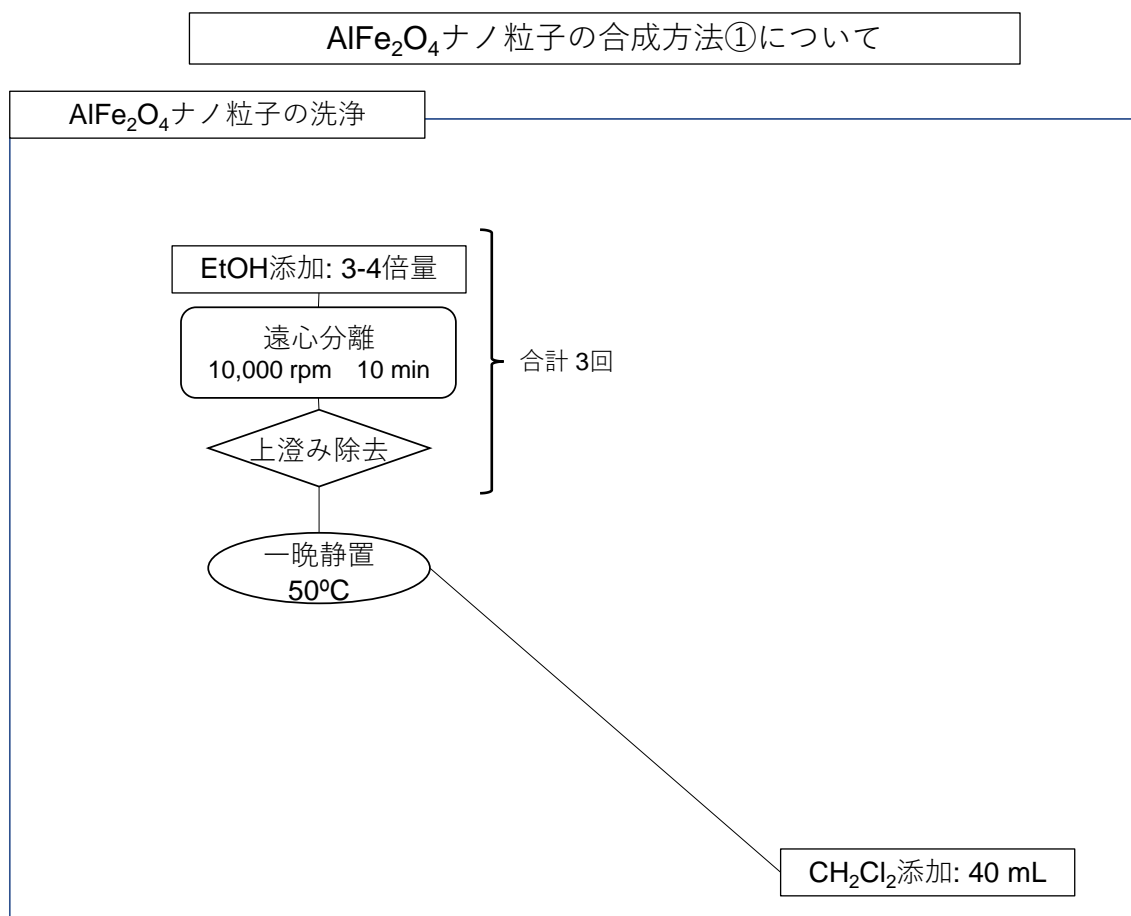 AlFe₂O₄ナノ粒子の合成方法①について
AlFe₂O₄ナノ粒子の洗浄
EtOH添加: 3-4倍量
遠心分離
10,000 rpm 10 min
合計 3回
上澄み除去
一晩静置
50ºC
CH₂Cl₂添加: 40 mL